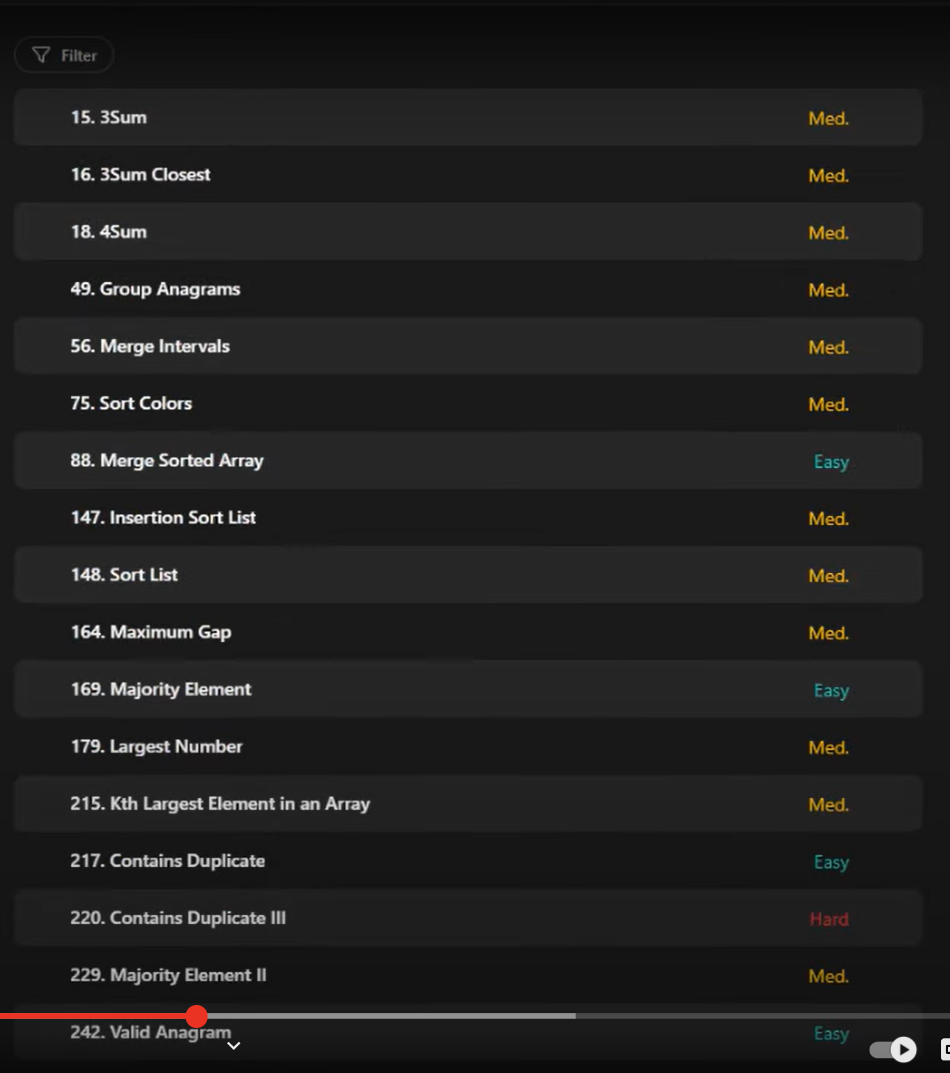 Filter
15. 3Sum Med.
16. 3Sum Closest Med.
18. 4Sum Med.
49. Group Anagrams Med.
56. Merge Intervals Med.
75. Sort Colors Med.
88. Merge Sorted Array Easy
147. Insertion Sort List Med.
148. Sort List Med.
164. Maximum Gap Med.
169. Majority Element Easy
179. Largest Number Med.
215. Kth Largest Element in an Array Med.
217. Contains Duplicate Easy
220. Contains Duplicate III Hard
229. Majority Element II Med.
242. Valid Anagram Easy